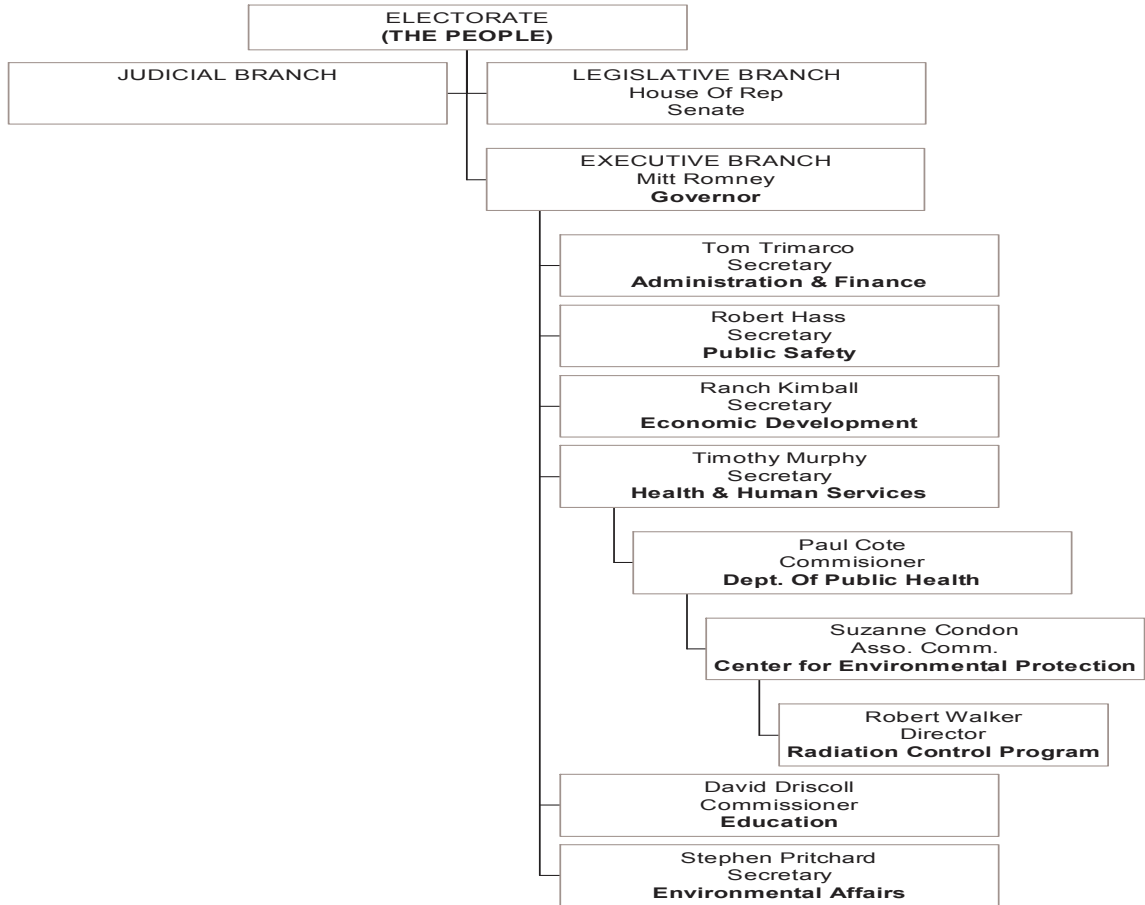 ELECTORATE
(THE PEOPLE)
JUDICIAL BRANCH
LEGISLATIVE BRANCH
House Of Rep
Senate
EXECUTIVE BRANCH
Mitt Romney
Governor
Tom Trimarco
Secretary
Administration & Finance
Robert Hass
Secretary
Public Safety
Ranch Kimball
Secretary
Economic Development
Timothy Murphy
Secretary
Health & Human Services
Paul Cote
Commisioner
Dept. Of Public Health
Suzanne Condon
Asso. Comm.
Center for Environmental Protection
Robert Walker
Director
Radiation Control Program
David Driscoll
Commissioner
Education
Stephen Pritchard
Secretary
Environmental Affairs